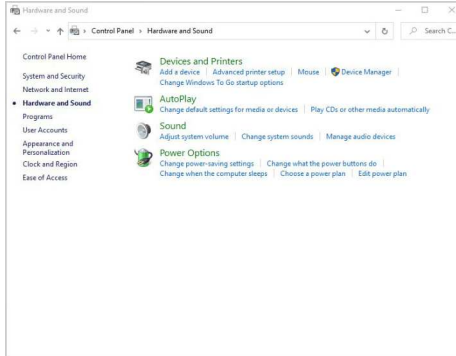 Hardware and Sound
Control Panel > Hardware and Sound
Search C...
Control Panel Home
System and Security
Network and Internet
Hardware and Sound
Programs
User Accounts
Appearance and
Personalization
Clock and Region
Ease of Access
Devices and Printers
Add a device | Advanced printer setup | Mouse | Device Manager |
Change Windows To Go startup options
AutoPlay
Change default settings for media or devices | Play CDs or other media automatically
Sound
Adjust system volume | Change system sounds | Manage audio devices
Power Options
Change power-saving settings | Change what the power buttons do |
Change when the computer sleeps | Choose a power plan | Edit power plan